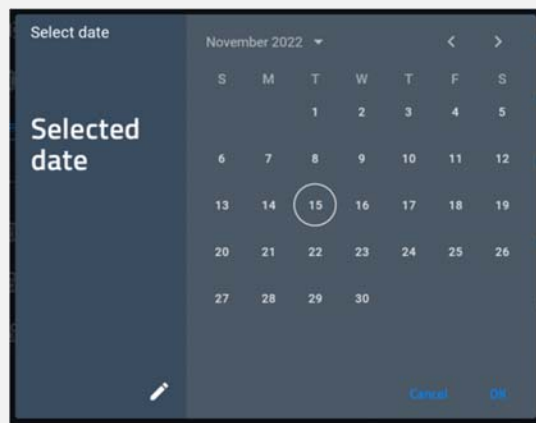 Select date
Selected
date
November 2022
S M T W T F S
1 2 3 4 5
6 7 8 9 10 11 12
13 14 15 16 17 18 19
20 21 22 23 24 25 26
27 28 29 30
Cancel OK